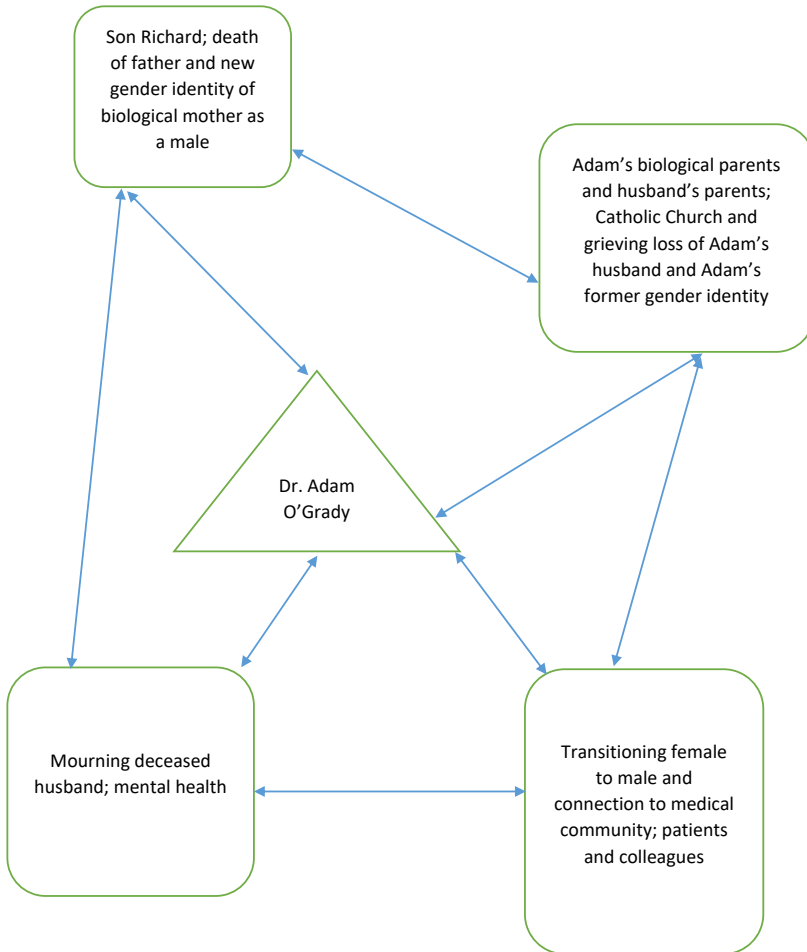 Son Richard; death
of father and new
gender identity of
biological mother as
a male
Adam’s biological parents
and husband’s parents;
Catholic Church and
grieving loss of Adam’s
husband and Adam’s
former gender identity
Dr. Adam
O’Grady
Mourning deceased
husband; mental health
Transitioning female
to male and
connection to medical
community; patients
and colleagues